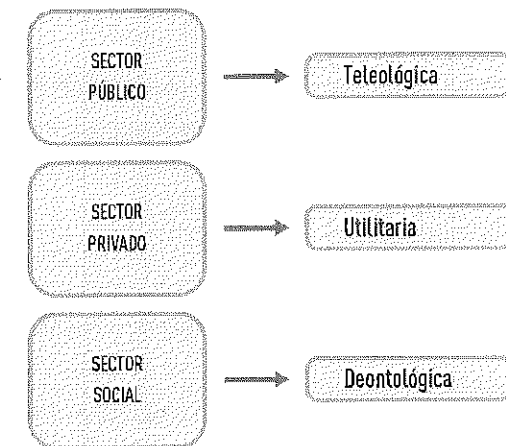 SECTOR
PÚBLICO
Teleológica
SECTOR
PRIVADO
Utilitaria
SECTOR
SOCIAL
Deontológica